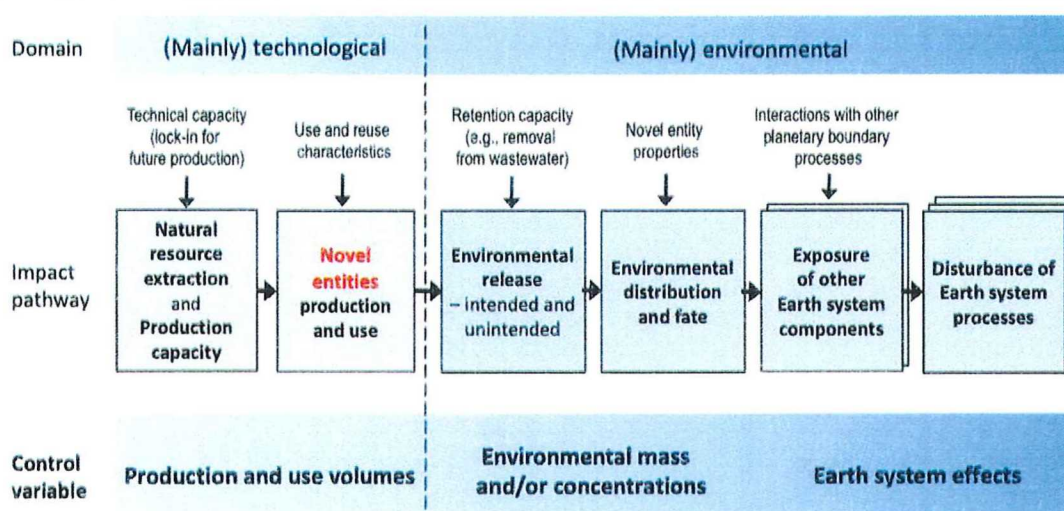 Domain
(Mainly) technological
(Mainly) environmental
Technical capacity
(lock-in for
future production)
Use and reuse
characteristics
Retention capacity
(e.g., removal
from wastewater)
Novel entity
properties
Interactions with other
planetary boundary
processes
Impact
pathway
Natural
resource
extraction
and
Production
capacity
Novel
entities
production
and use
Environmental
release
– intended and
unintended
Environmental
distribution
and fate
Exposure
of other
Earth system
components
Disturbance of
Earth system
processes
Control
variable
Production and use volumes
Environmental mass
and/or concentrations
Earth system effects